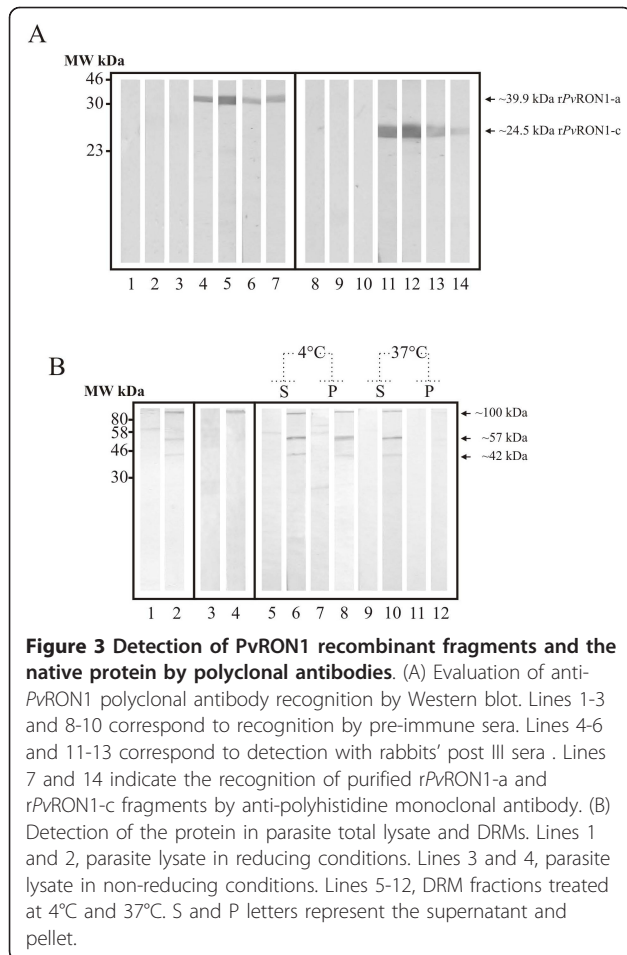 A
MW kDa
46
30
23
~39.9 kDa rPvRON1-a
~24.5 kDa rPvRON1-c
1 2 3 4 5 6 7 8 9 10 11 12 13 14
B
4°C 37°C
S P S P
MW kDa
80
58
46
30
~100 kDa
~57 kDa
~42 kDa
1 2 3 4 5 6 7 8 9 10 11 12
Figure 3 Detection of PvRON1 recombinant fragments and the
native protein by polyclonal antibodies. (A) Evaluation of anti-
PvRON1 polyclonal antibody recognition by Western blot. Lines 1-3
and 8-10 correspond to recognition by pre-immune sera. Lines 4-6
and 11-13 correspond to detection with rabbits' post III sera . Lines
7 and 14 indicate the recognition of purified rPvRON1-a and
rPvRON1-c fragments by anti-polyhistidine monoclonal antibody. (B)
Detection of the protein in parasite total lysate and DRMs. Lines 1
and 2, parasite lysate in reducing conditions. Lines 3 and 4, parasite
lysate in non-reducing conditions. Lines 5-12, DRM fractions treated
at 4°C and 37°C. S and P letters represent the supernatant and
pellet.